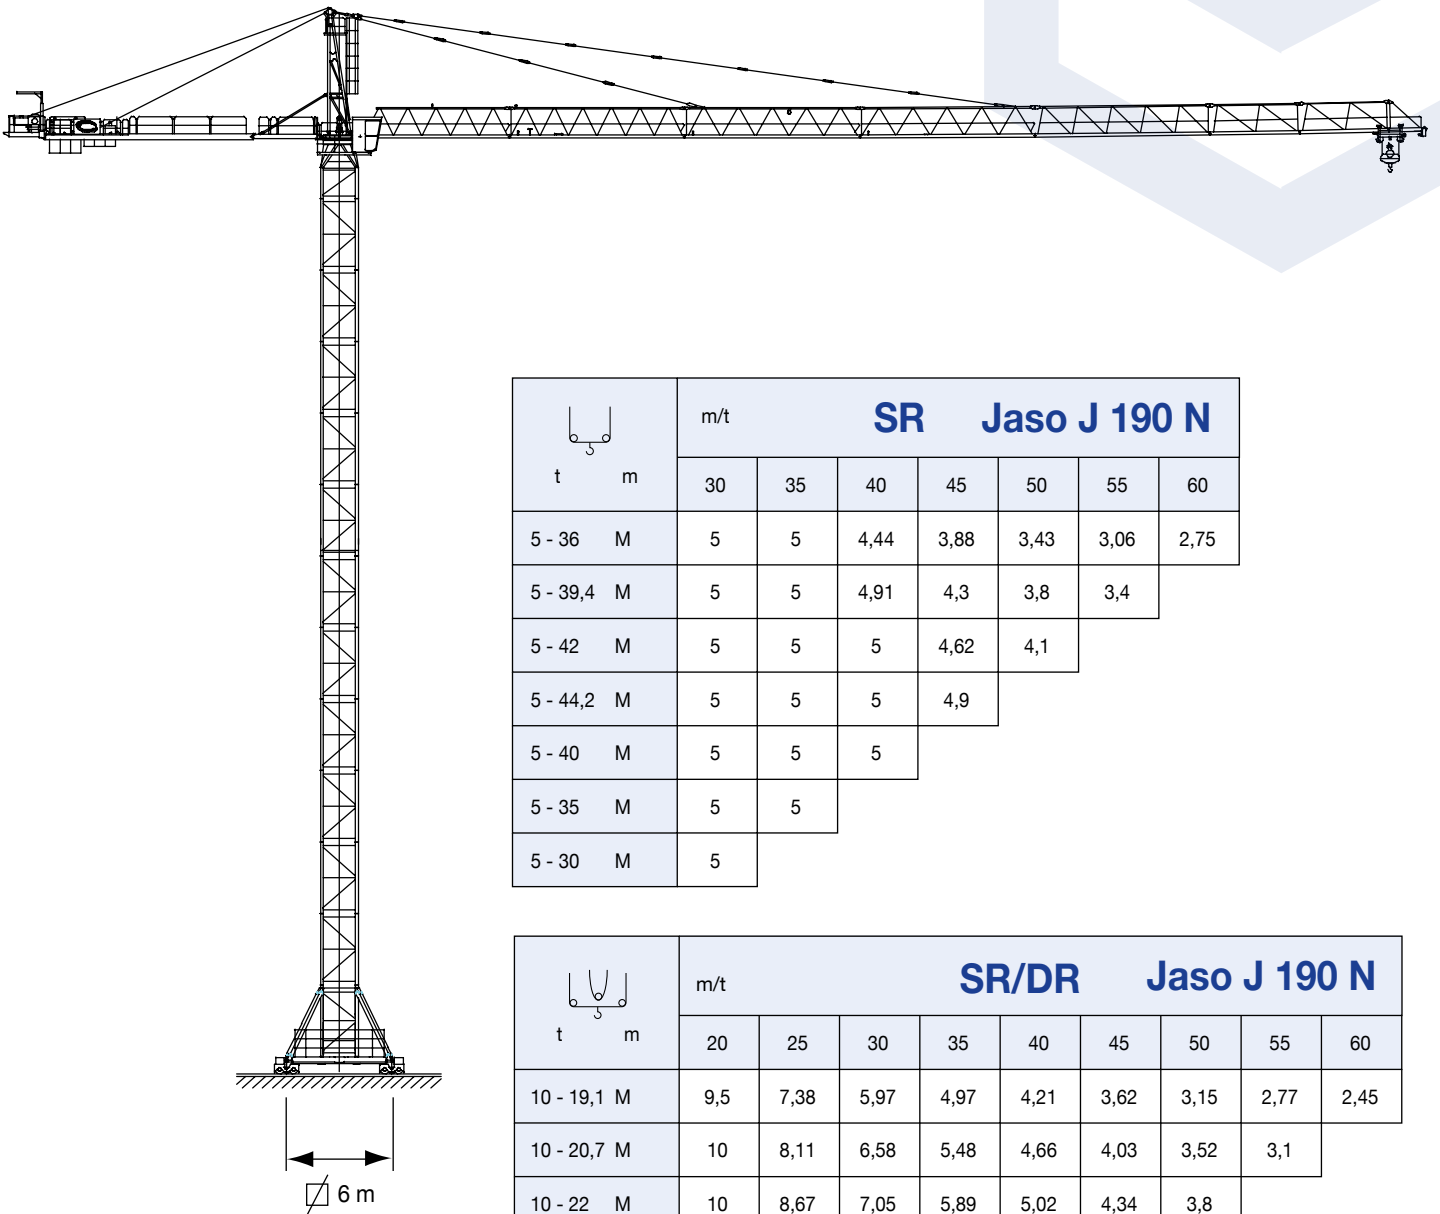 m/t SR Jaso J 190 N
t m 30 35 40 45 50 55 60
5 - 36 M 5 5 4,44 3,88 3,43 3,06 2,75
5 - 39,4 M 5 5 4,91 4,3 3,8 3,4
5 - 42 M 5 5 5 4,62 4,1
5 - 44,2 M 5 5 5 4,9
5 - 40 M 5 5 5
5 - 35 M 5 5
5 - 30 M 5
m/t SR/DR Jaso J 190 N
t m 20 25 30 35 40 45 50 55 60
10 - 19,1 M 9,5 7,38 5,97 4,97 4,21 3,62 3,15 2,77 2,45
10 - 20,7 M 10 8,11 6,58 5,48 4,66 4,03 3,52 3,1
10 - 22 M 10 8,67 7,05 5,89 5,02 4,34 3,8
6 m